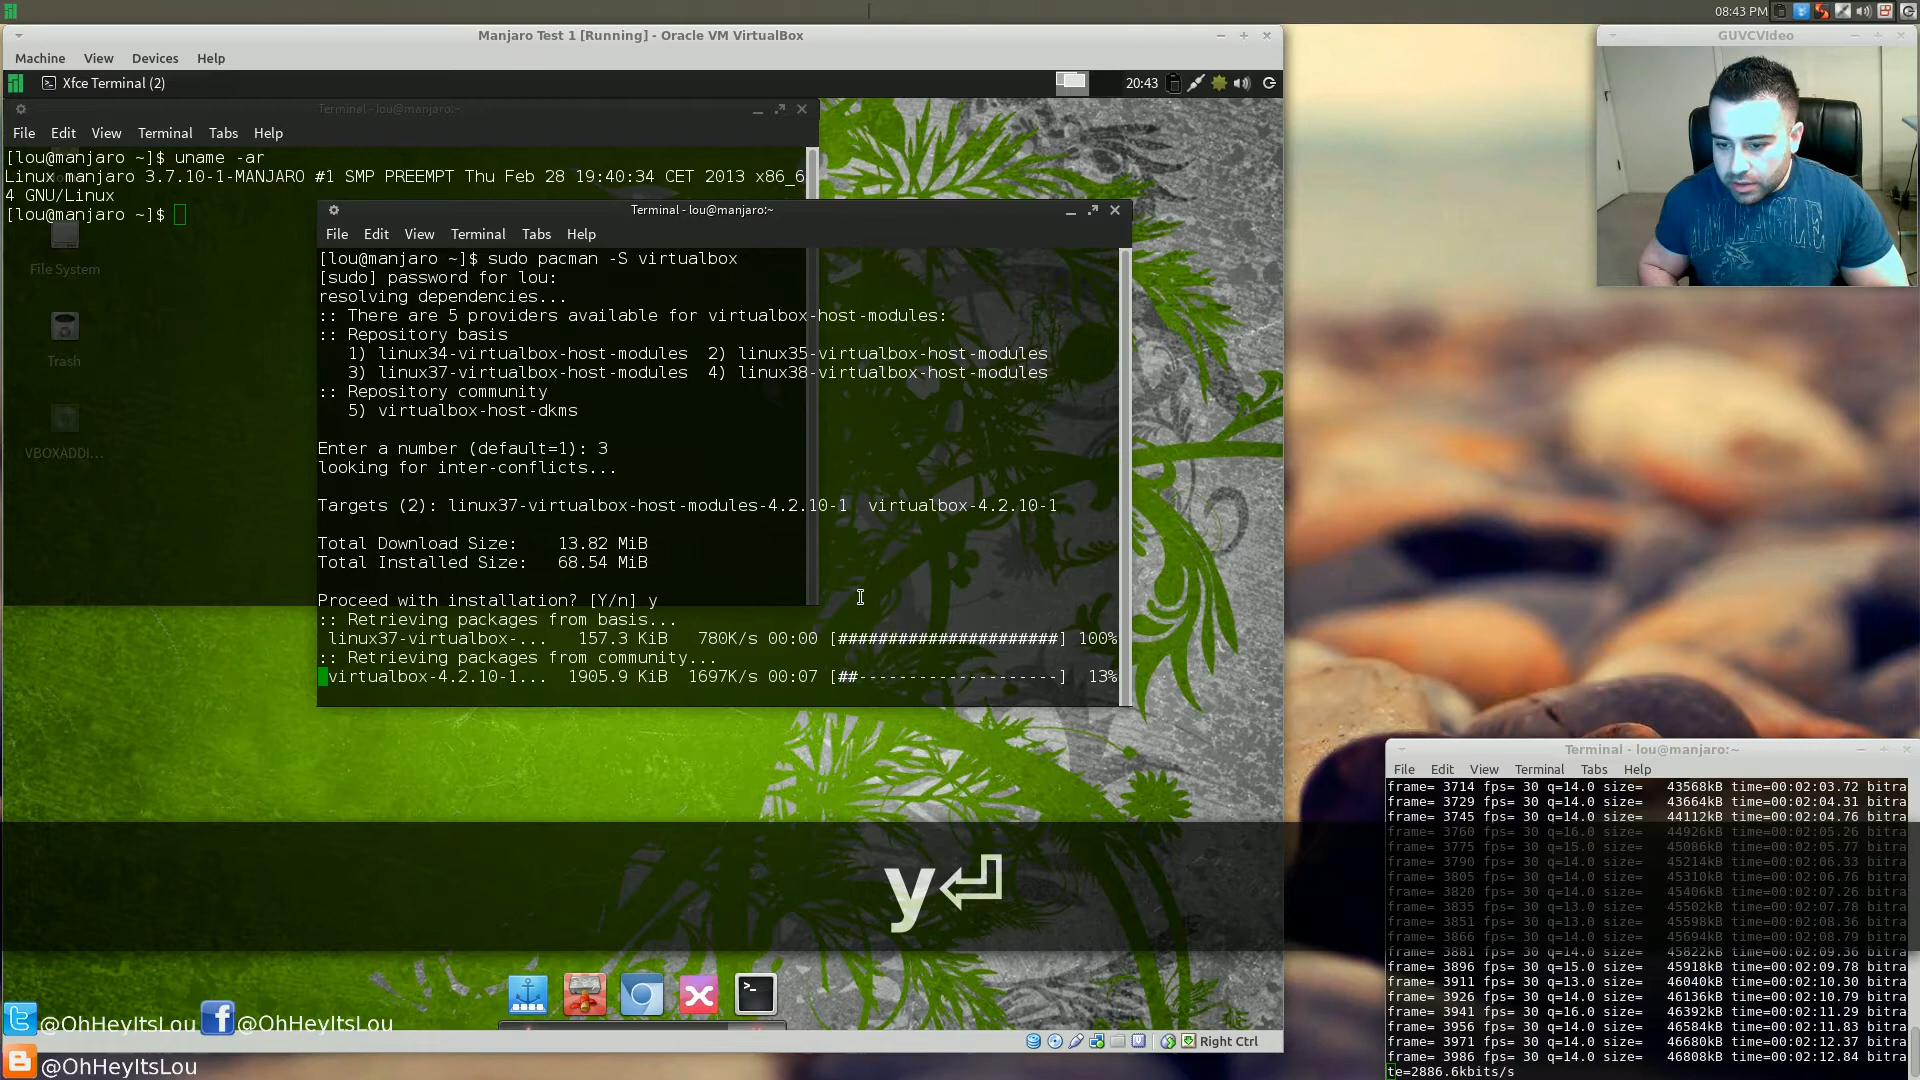 08:43 PM
Manjaro Test 1 [Running] - Oracle VM VirtualBox
Machine View Devices Help
GUVCVideo
Xfce Terminal (2)
20:43
Terminal - lou@manjaro:~
File Edit View Terminal Tabs Help
[lou@manjaro ~]$ uname -ar
Linux manjaro 3.7.10-1-MANJARO #1 SMP PREEMPT Thu Feb 28 19:40:34 CET 2013 x86_6
4 GNU/Linux
[lou@manjaro ~]$
File System
Trash
VBOXADDI...
Terminal - lou@manjaro:~
File Edit View Terminal Tabs Help
[lou@manjaro ~]$ sudo pacman -S virtualbox
[sudo] password for lou:
resolving dependencies...
:: There are 5 providers available for virtualbox-host-modules:
:: Repository basis
1) linux34-virtualbox-host-modules 2) linux35-virtualbox-host-modules
3) linux37-virtualbox-host-modules 4) linux38-virtualbox-host-modules
:: Repository community
5) virtualbox-host-dkms
Enter a number (default=1): 3
looking for inter-conflicts...
Targets (2): linux37-virtualbox-host-modules-4.2.10-1 virtualbox-4.2.10-1
Total Download Size: 13.82 MiB
Total Installed Size: 68.54 MiB
Proceed with installation? [Y/n] y
:: Retrieving packages from basis...
linux37-virtualbox-... 157.3 KiB 780K/s 00:00 [######################] 100%
:: Retrieving packages from community...
virtualbox-4.2.10-1... 1905.9 KiB 1697K/s 00:07 [##--------------------] 13%
y
@OhHeyItsLou @OhHeyItsLou
@OhHeyItsLou
Right Ctrl
Terminal - lou@manjaro:~
File Edit View Terminal Tabs Help
frame= 3714 fps= 30 q=14.0 size= 43568kB time=00:02:03.72 bitra
frame= 3729 fps= 30 q=14.0 size= 43664kB time=00:02:04.31 bitra
frame= 3745 fps= 30 q=14.0 size= 44112kB time=00:02:04.76 bitra
frame= 3760 fps= 30 q=16.0 size= 44926kB time=00:02:05.26 bitra
frame= 3775 fps= 30 q=15.0 size= 45086kB time=00:02:05.77 bitra
frame= 3790 fps= 30 q=14.0 size= 45214kB time=00:02:06.33 bitra
frame= 3805 fps= 30 q=14.0 size= 45310kB time=00:02:06.76 bitra
frame= 3820 fps= 30 q=14.0 size= 45406kB time=00:02:07.26 bitra
frame= 3835 fps= 30 q=13.0 size= 45502kB time=00:02:07.78 bitra
frame= 3851 fps= 30 q=13.0 size= 45598kB time=00:02:08.36 bitra
frame= 3866 fps= 30 q=14.0 size= 45694kB time=00:02:08.79 bitra
frame= 3881 fps= 30 q=14.0 size= 45822kB time=00:02:09.36 bitra
frame= 3896 fps= 30 q=15.0 size= 45918kB time=00:02:09.78 bitra
frame= 3911 fps= 30 q=13.0 size= 46040kB time=00:02:10.30 bitra
frame= 3926 fps= 30 q=14.0 size= 46136kB time=00:02:10.79 bitra
frame= 3941 fps= 30 q=16.0 size= 46392kB time=00:02:11.29 bitra
frame= 3956 fps= 30 q=14.0 size= 46584kB time=00:02:11.83 bitra
frame= 3971 fps= 30 q=14.0 size= 46680kB time=00:02:12.37 bitra
frame= 3986 fps= 30 q=14.0 size= 46808kB time=00:02:12.84 bitra
te=2886.6kbits/s